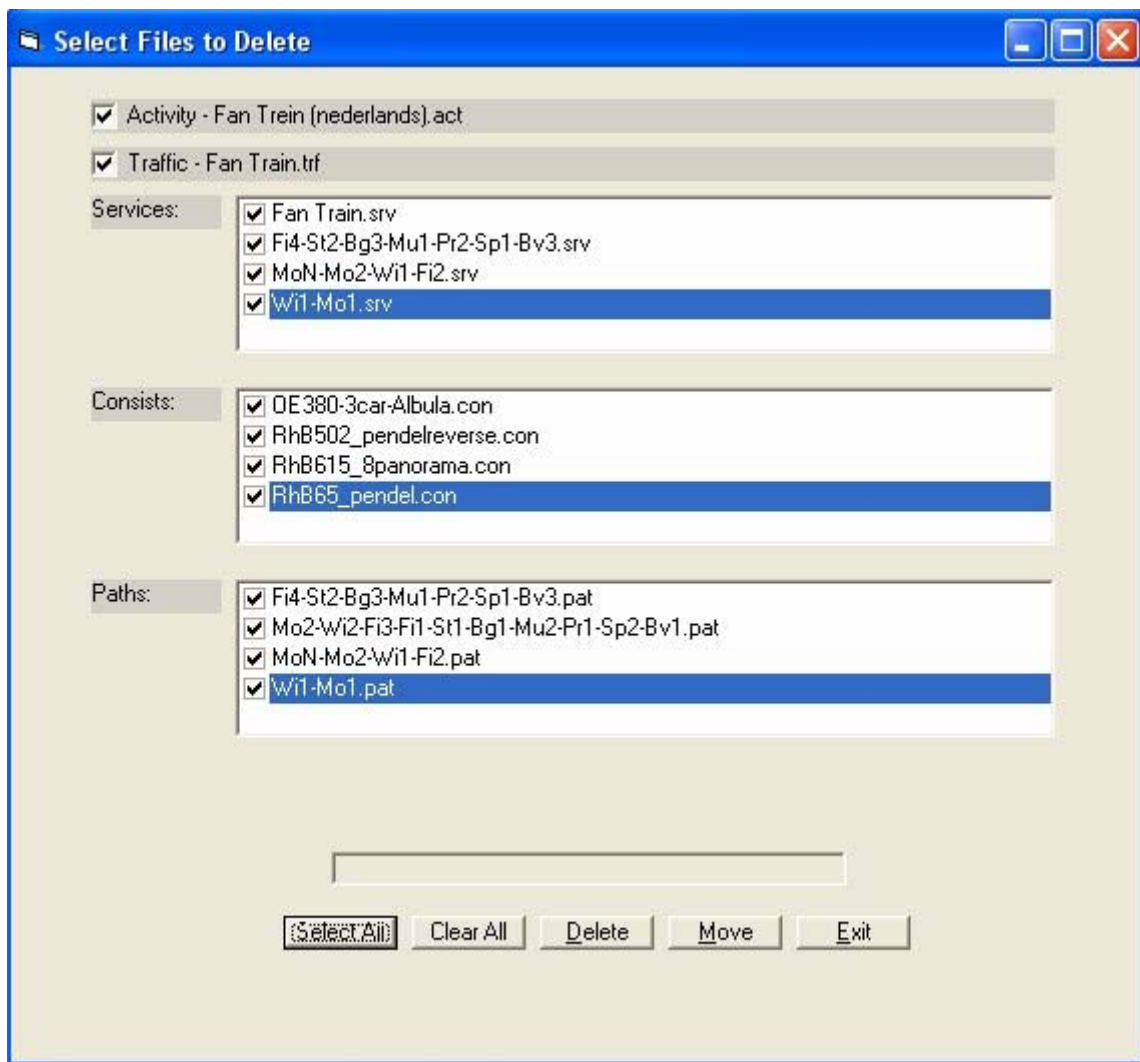 Select Files to Delete
Activity - Fan Trein (nederlands).act
Traffic - Fan Train.trf
Services:
Fan Train.srv
Fi4-St2-Bg3-Mu1-Pr2-Sp1-Bv3.srv
MoN-Mo2-Wi1-Fi2.srv
Wi1-Mo1.srv
Consists:
OE380-3car-Albula.con
RhB502_pendelreverse.con
RhB615_8panorama.con
RhB65_pendel.con
Paths:
Fi4-St2-Bg3-Mu1-Pr2-Sp1-Bv3.pat
Mo2-Wi2-Fi3-Fi1-St1-Bg1-Mu2-Pr1-Sp2-Bv1.pat
MoN-Mo2-Wi1-Fi2.pat
Wi1-Mo1.pat
Select All Clear All Delete Move Exit